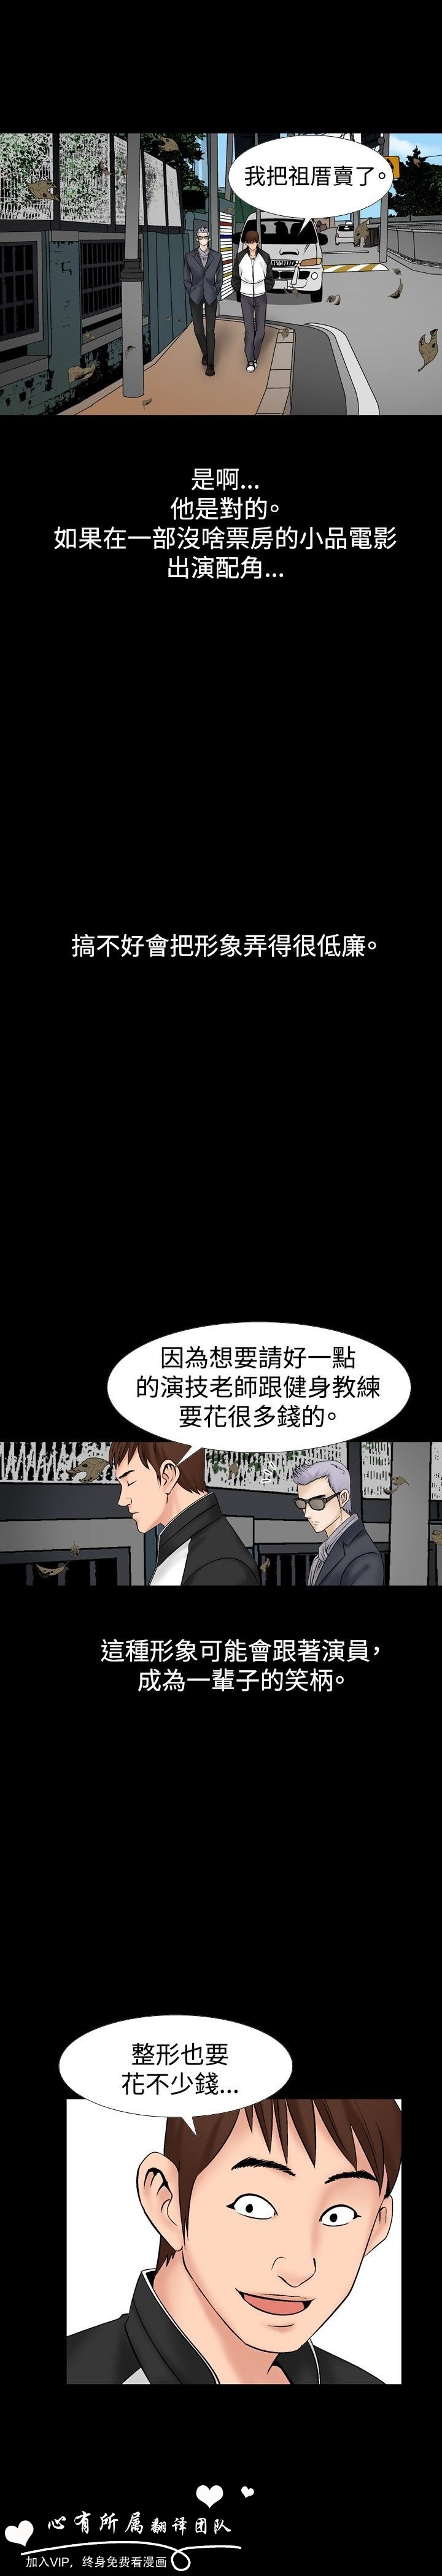 我把祖厝賣了。
是啊...
他是對的。
如果在一部沒啥票房的小品電影
出演配角...
搞不好會把形象弄得很低廉。
因為想要請好一點
的演技老師跟健身教練
要花很多錢的。
這種形象可能會跟著演員，
成為一輩子的笑柄。
整形也要
花不少錢...
心有所属翻译团队
加入VIP，终身免费看漫画